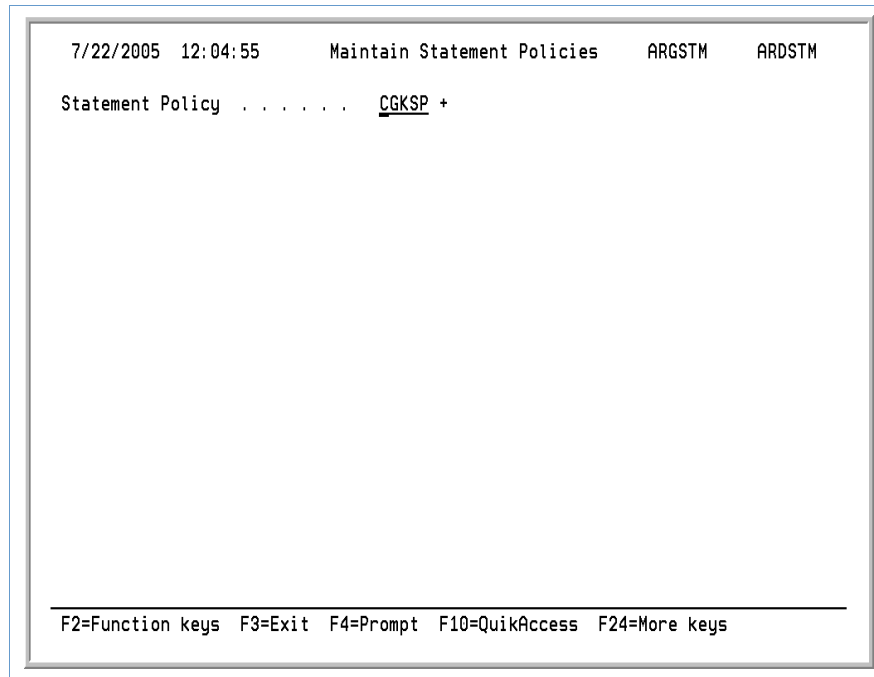 7/22/2005 12:04:55 Maintain Statement Policies ARGSTM ARDSTM
Statement Policy . . . . . . CGKSP +
F2=Function keys F3=Exit F4=Prompt F10=QuikAccess F24=More keys